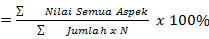 = ∑ Nilai Semua Aspek x 100%
∑ Jumlah x N